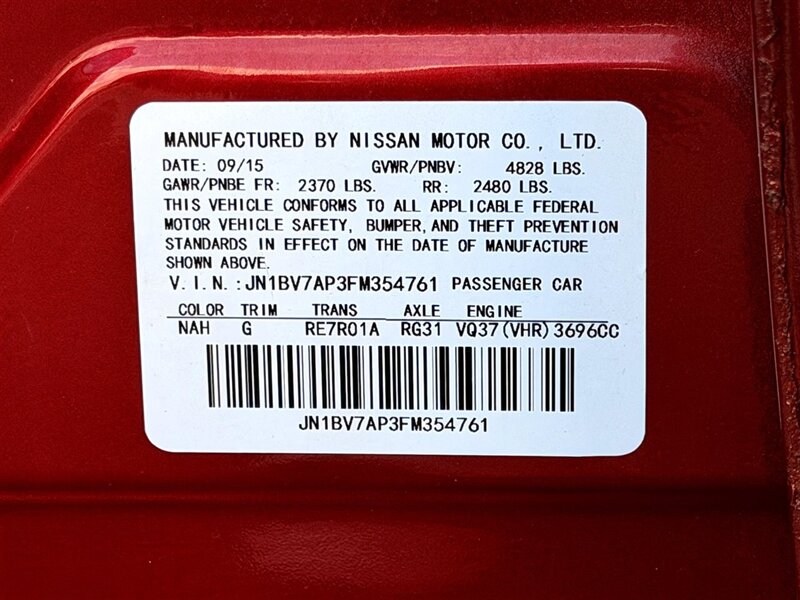 MANUFACTURED BY NISSAN MOTOR CO., LTD.
DATE: 09/15 GVWR/PNBV: 4828 LBS.
GAWR/PNBE FR: 2370 LBS. RR: 2480 LBS.
THIS VEHICLE CONFORMS TO ALL APPLICABLE FEDERAL
MOTOR VEHICLE SAFETY, BUMPER,AND THEFT PREVENTION
STANDARDS IN EFFECT ON THE DATE OF MANUFACTURE
SHOWN ABOVE.
V.I.N.:JN1BV7AP3FM354761 PASSENGER CAR
COLOR TRIM TRANS AXLE ENGINE
NAH G RE7R01A RG31 VQ37(VHR)3696CC
JN1BV7AP3FM354761